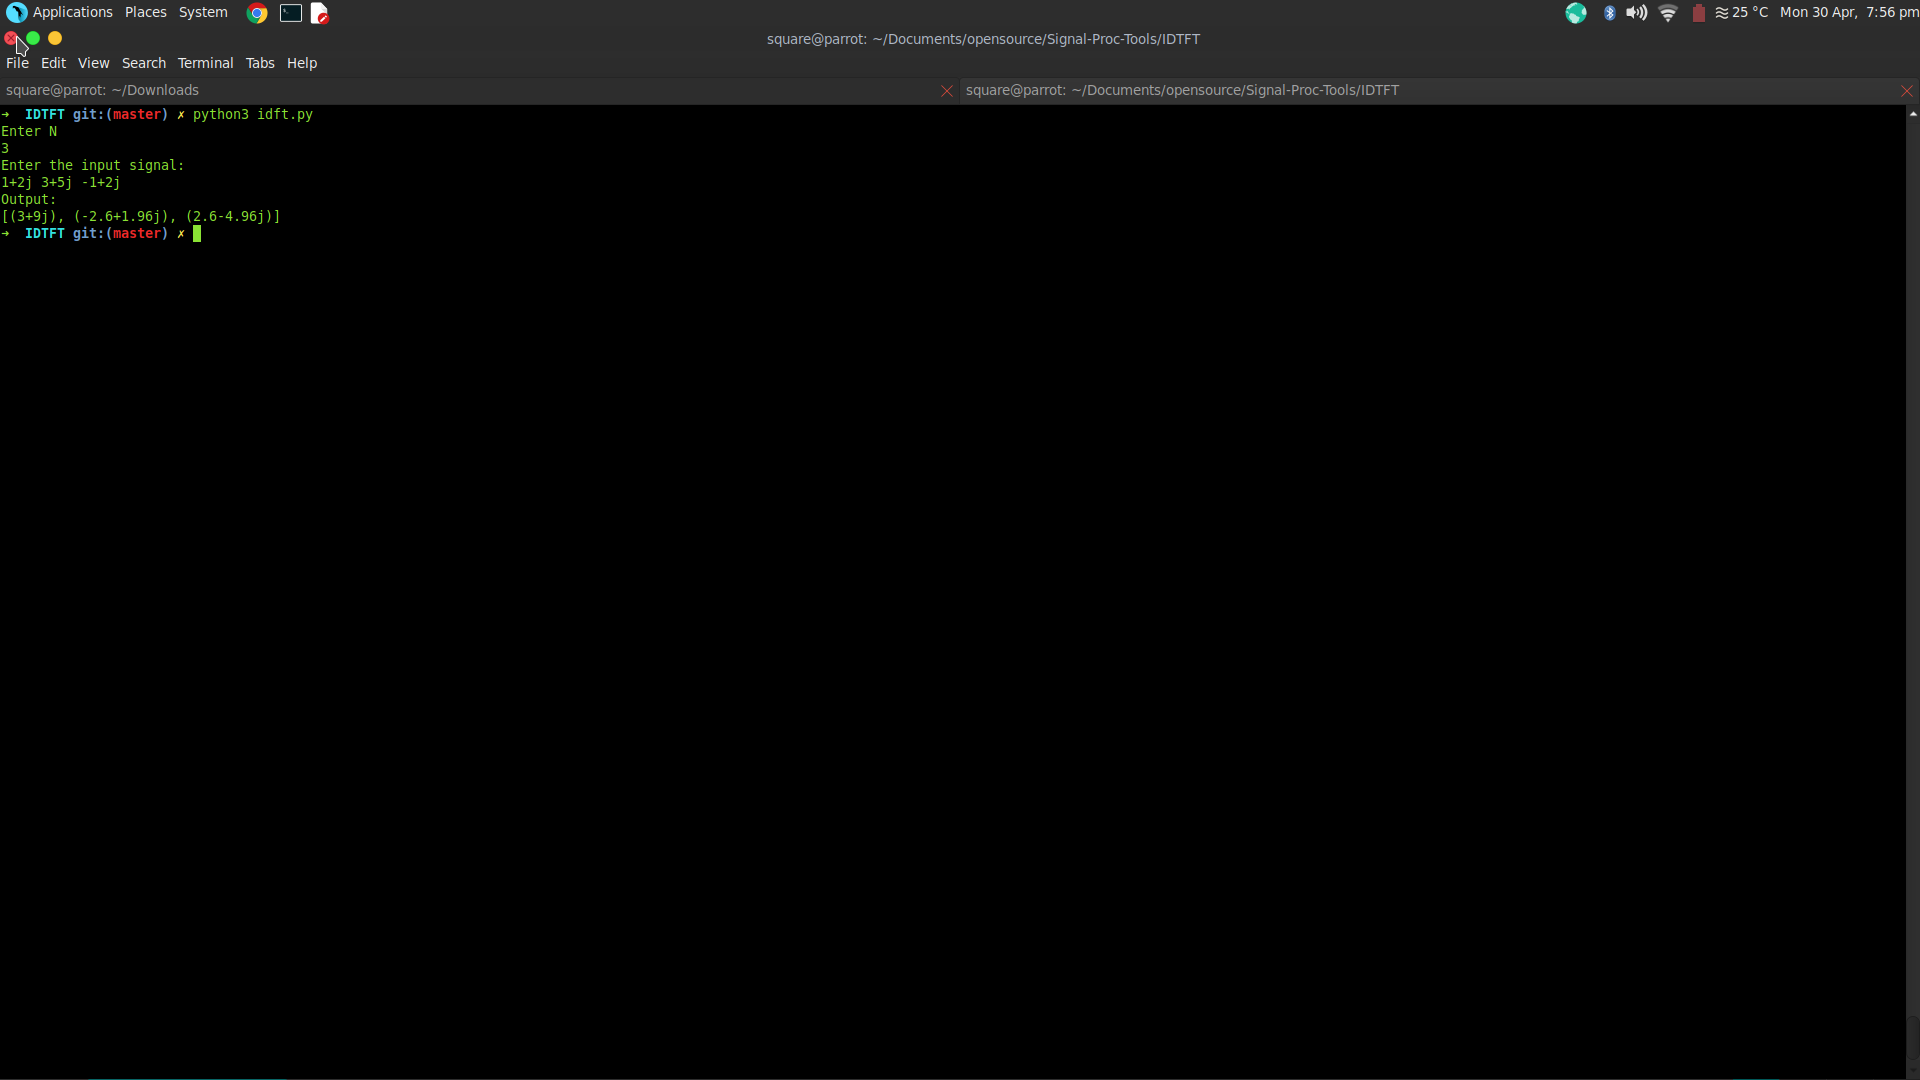 Applications Places System 25 °C Mon 30 Apr, 7:56 pm
square@parrot: ~/Documents/opensource/Signal-Proc-Tools/IDTFT
File Edit View Search Terminal Tabs Help
square@parrot: ~/Downloads square@parrot: ~/Documents/opensource/Signal-Proc-Tools/IDTFT
➜  IDTFT git:(master) ✗ python3 idft.py
Enter N
3
Enter the input signal:
1+2j 3+5j -1+2j
Output:
[(3+9j), (-2.6+1.96j), (2.6-4.96j)]
➜  IDTFT git:(master) ✗